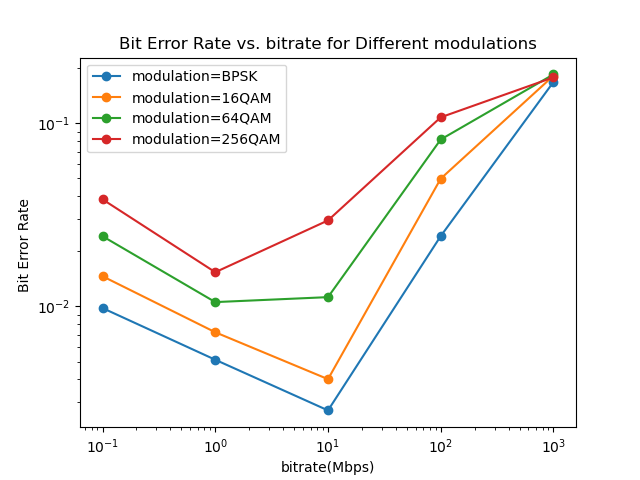 Bit Error Rate vs. bitrate for Different modulations
modulation=BPSK
modulation=16QAM
modulation=64QAM
modulation=256QAM
Bit Error Rate
10⁻¹
10⁻²
10⁻¹ 10⁰ 10¹ 10² 10³
bitrate(Mbps)